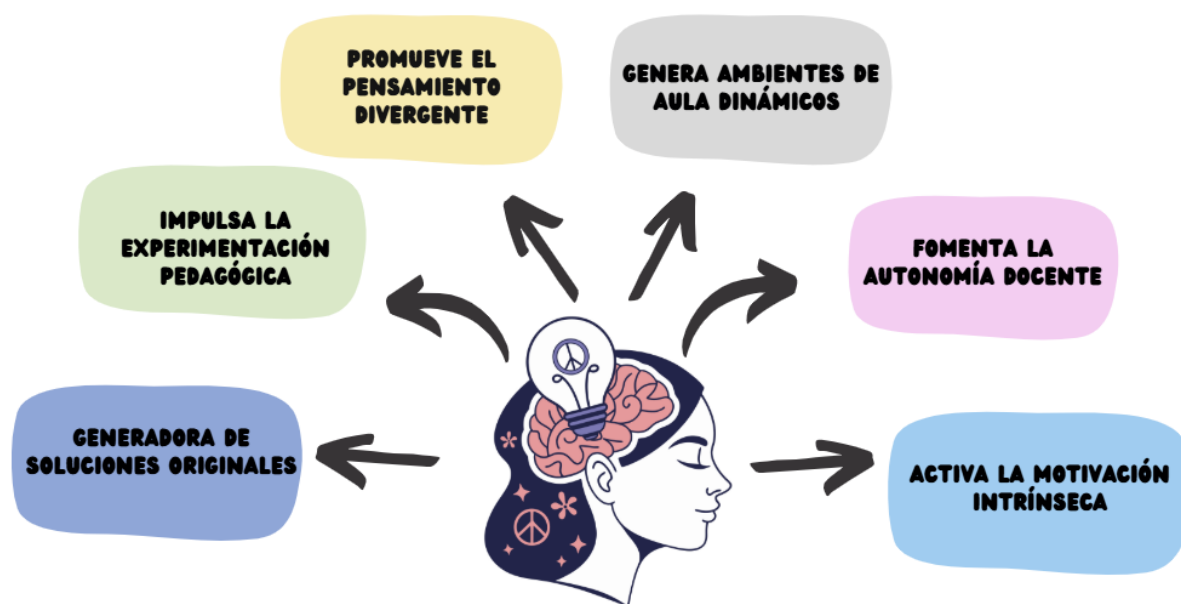 PROMUEVE EL
PENSAMIENTO
DIVERGENTE
GENERA AMBIENTES DE
AULA DINÁMICOS
IMPULSA LA
EXPERIMENTACIÓN
PEDAGÓGICA
FOMENTA LA
AUTONOMÍA DOCENTE
GENERADORA DE
SOLUCIONES ORIGINALES
ACTIVA LA MOTIVACIÓN
INTRÍNSECA